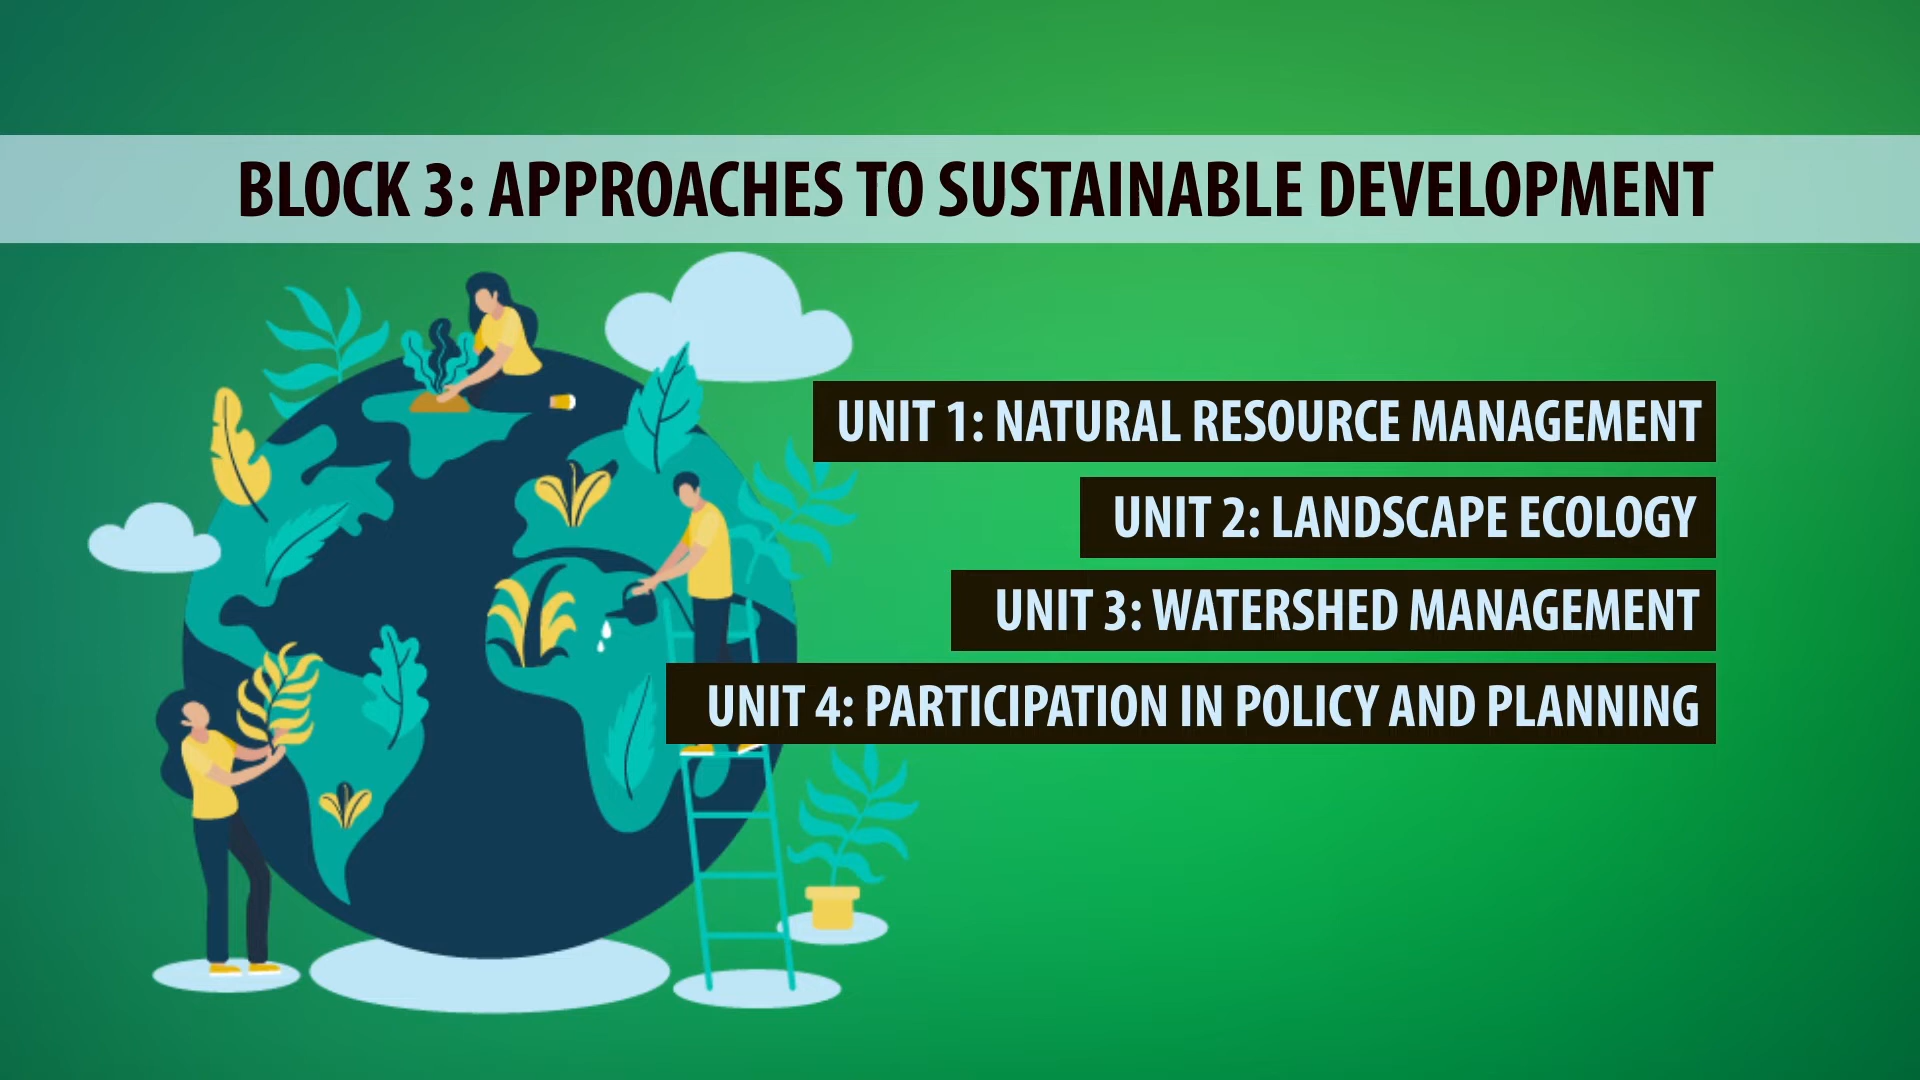 BLOCK 3: APPROACHES TO SUSTAINABLE DEVELOPMENT
UNIT 1: NATURAL RESOURCE MANAGEMENT
UNIT 2: LANDSCAPE ECOLOGY
UNIT 3: WATERSHED MANAGEMENT
UNIT 4: PARTICIPATION IN POLICY AND PLANNING